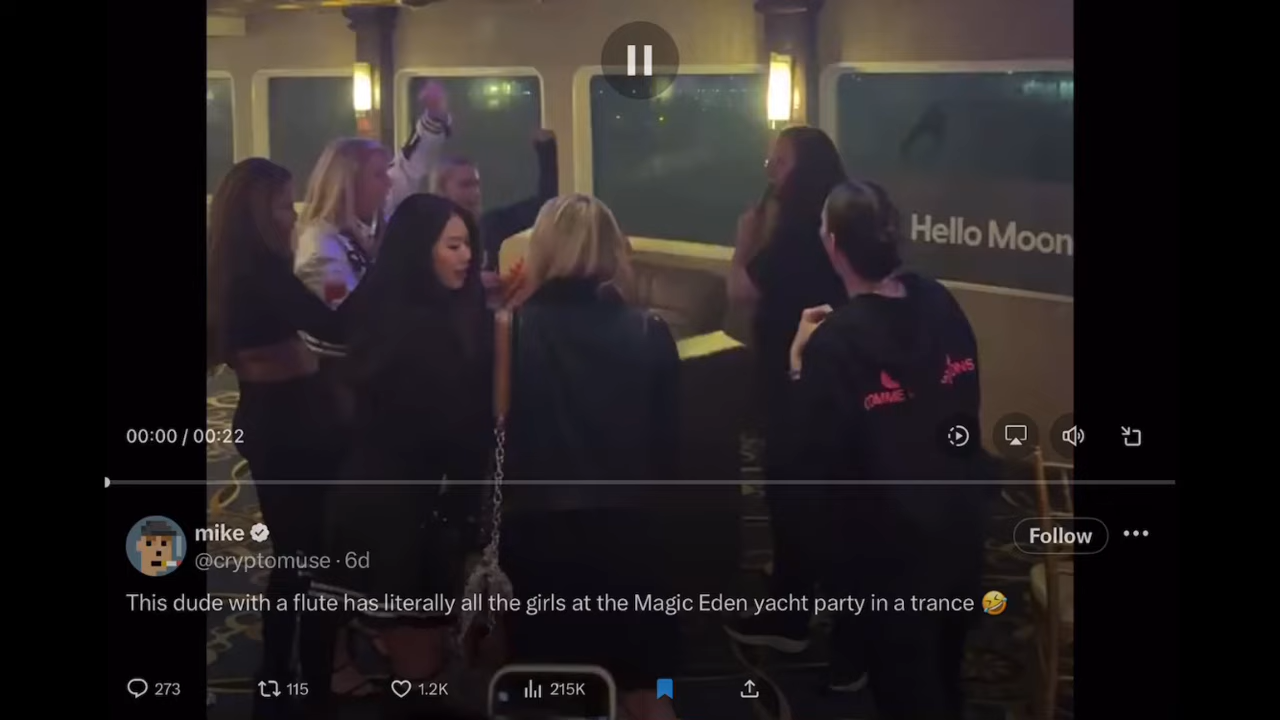 Hello Moon
COMME
00:00 / 00:22
mike
@cryptomuse · 6d
Follow
This dude with a flute has literally all the girls at the Magic Eden yacht party in a trance 🤣
273
115
1.2K
215K